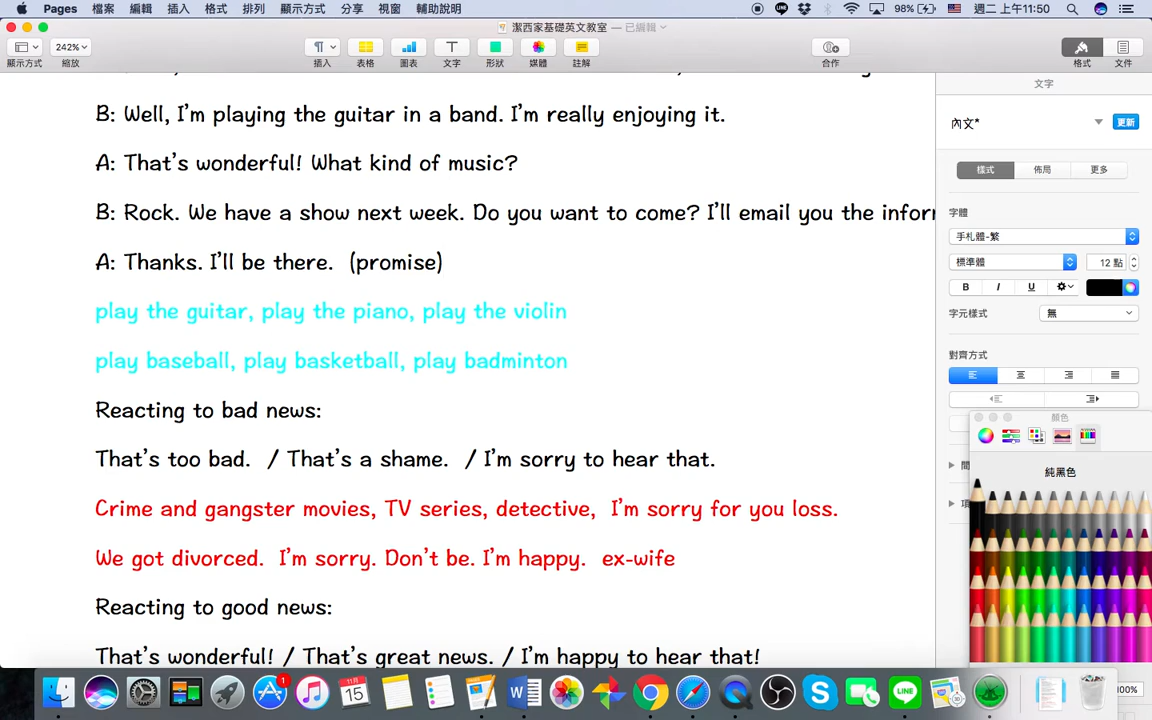 Pages 檔案 編輯 插入 格式 排列 顯示方式 分享 視窗 輔助說明 98% 週二 上午11:50
潔西家基礎英文教室 — 已編輯
242%
顯示方式 縮放 插入 表格 圖表 文字 形狀 媒體 註解 合作 格式 文件
文字
B: Well, I'm playing the guitar in a band. I'm really enjoying it.
A: That's wonderful! What kind of music?
B: Rock. We have a show next week. Do you want to come? I'll email you the inforn
A: Thanks. I'll be there. (promise)
play the guitar, play the piano, play the violin
play baseball, play basketball, play badminton
Reacting to bad news:
That's too bad. / That's a shame. / I'm sorry to hear that.
Crime and gangster movies, TV series, detective, I'm sorry for you loss.
We got divorced. I'm sorry. Don't be. I'm happy. ex-wife
Reacting to good news:
That's wonderful! / That's great news. / I'm happy to hear that!
內文* 更新
樣式 佈局 更多
字體
手札體-繁
標準體 12 點
B I U
字元樣式 無
對齊方式
顏色
純黑色
1
NOV
15
100%